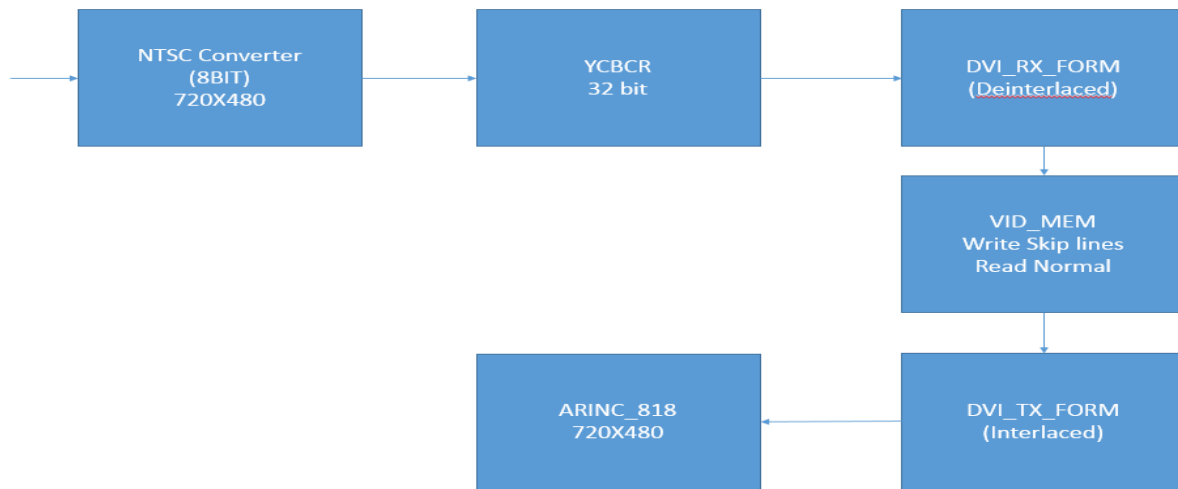 NTSC Converter
(8BIT)
720X480
YCBCR
32 bit
DVI_RX_FORM
(Deinterlaced)
VID_MEM
Write Skip lines
Read Normal
DVI_TX_FORM
(Interlaced)
ARINC_818
720X480